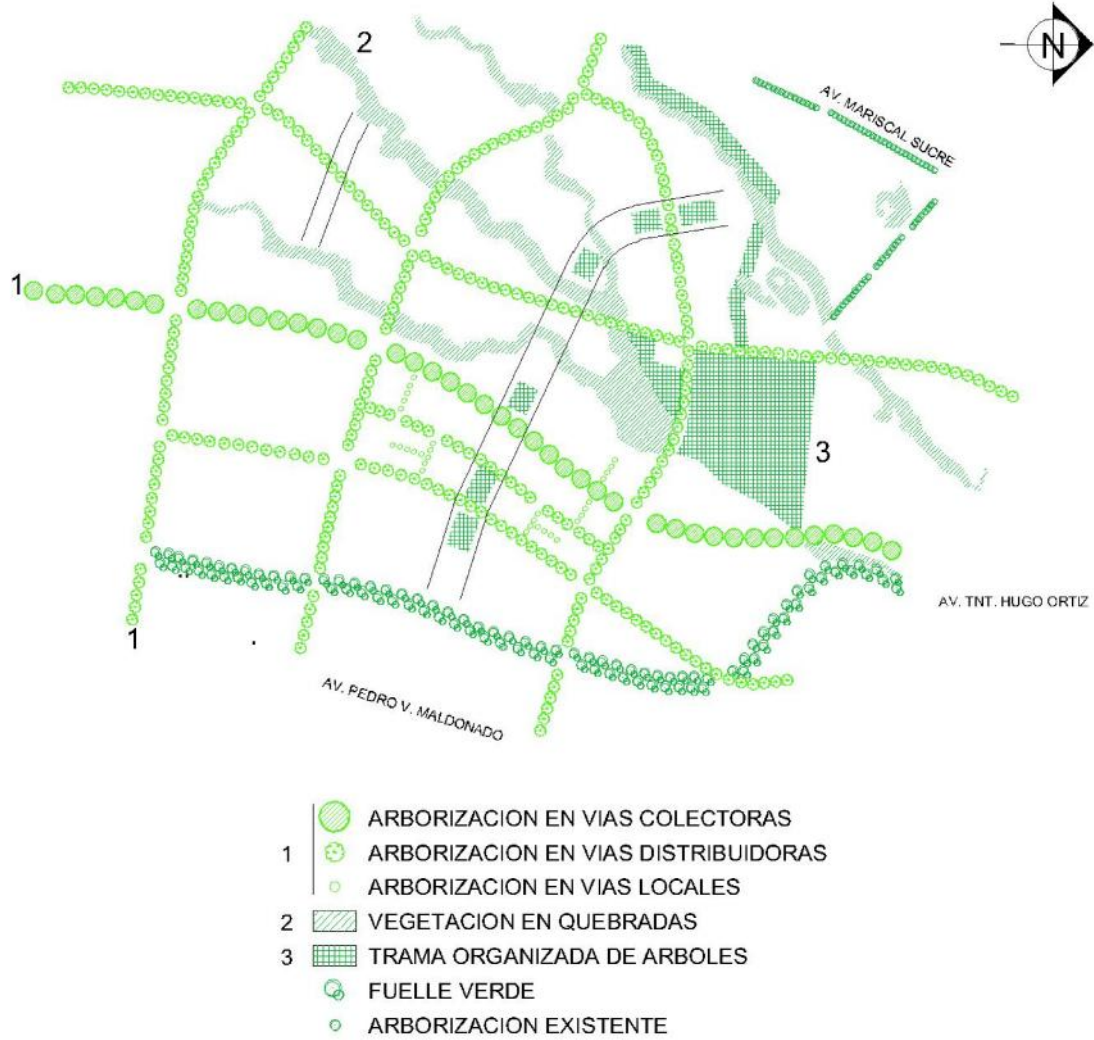 2
N
AV. MARISCAL SUCRE
1
3
AV. TNT. HUGO ORTIZ
1
AV. PEDRO V. MALDONADO
ARBORIZACION EN VIAS COLECTORAS
1 ARBORIZACION EN VIAS DISTRIBUIDORAS
ARBORIZACION EN VIAS LOCALES
2 VEGETACION EN QUEBRADAS
3 TRAMA ORGANIZADA DE ARBOLES
FUELLE VERDE
ARBORIZACION EXISTENTE